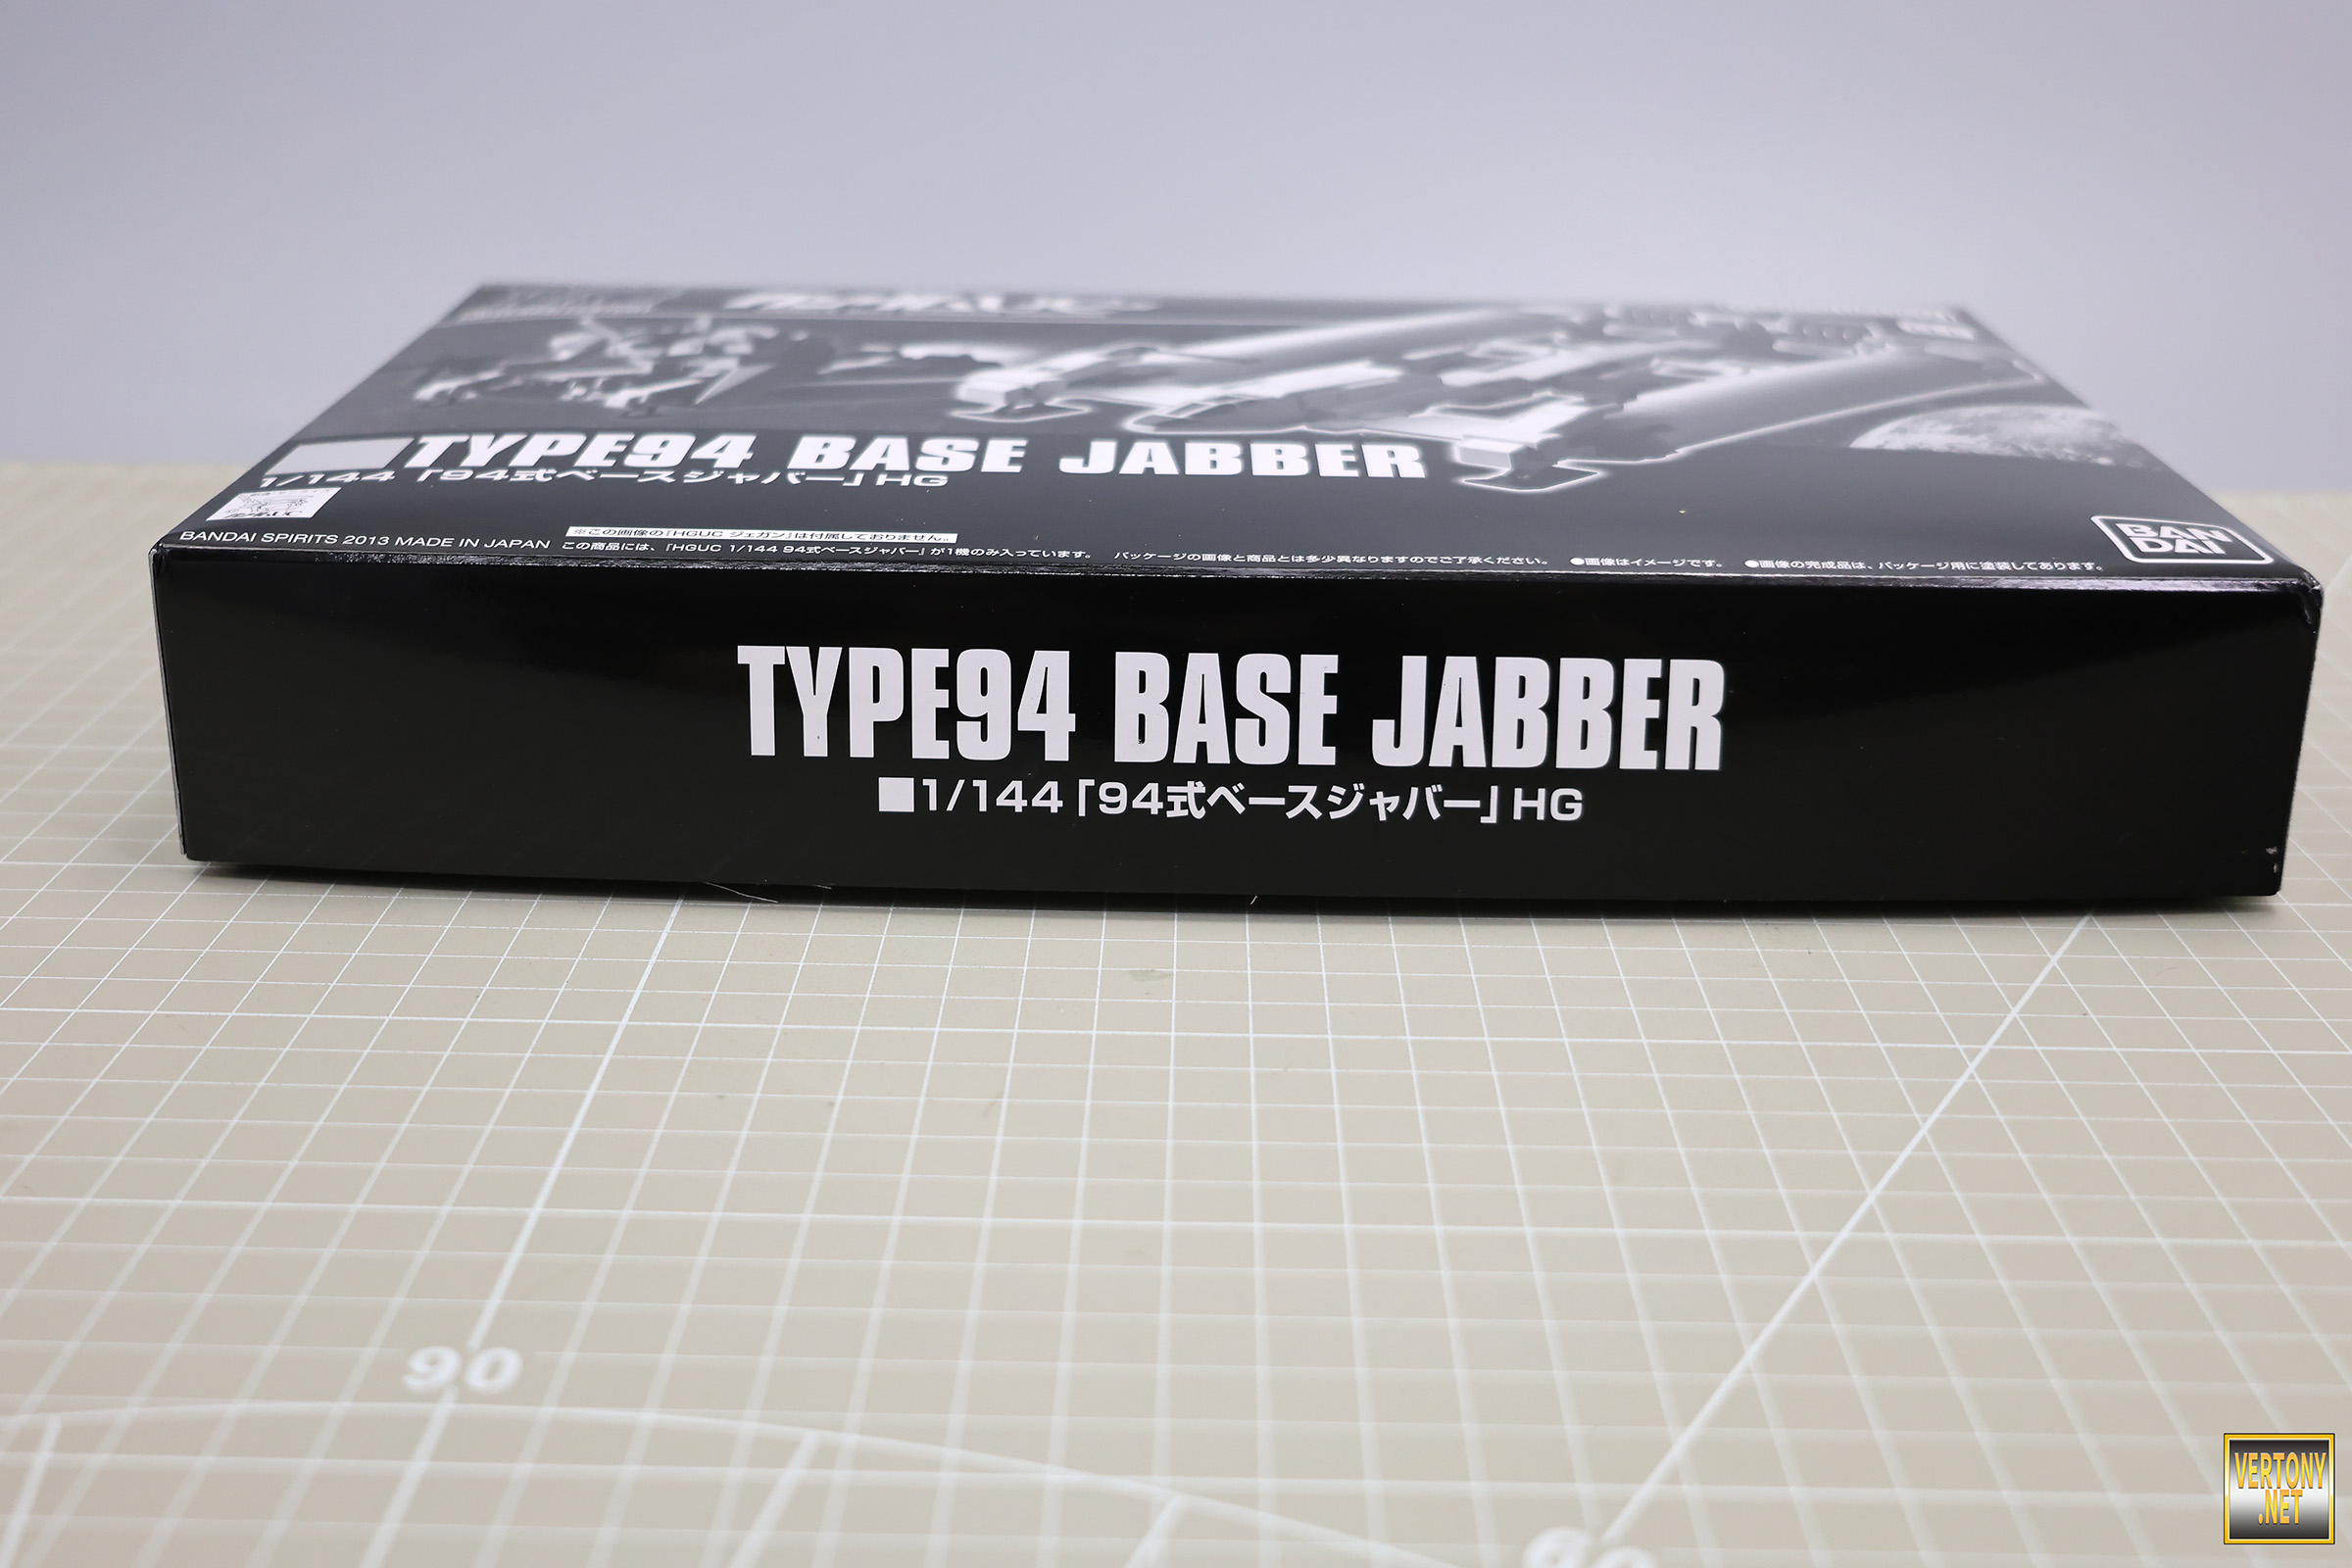 TYPE94 BASE JABBER
1/144「94式ベースジャバー」HG
BANDAI SPIRITS 2013 MADE IN JAPAN
※この画像の『HGUC ジェガン』は付属しておりません。
この商品には、『HGUC 1/144 94式ベースジャバー』が1機のみ入っています。 パッケージの画像と商品とは多少異なりますのでご了承ください。 ●画像はイメージです。 ●画像の完成品は、パッケージ用に塗装してあります。
BAN
DAI
TYPE94 BASE JABBER
■1/144「94式ベースジャバー」HG
90
60
VERTONY
.NET